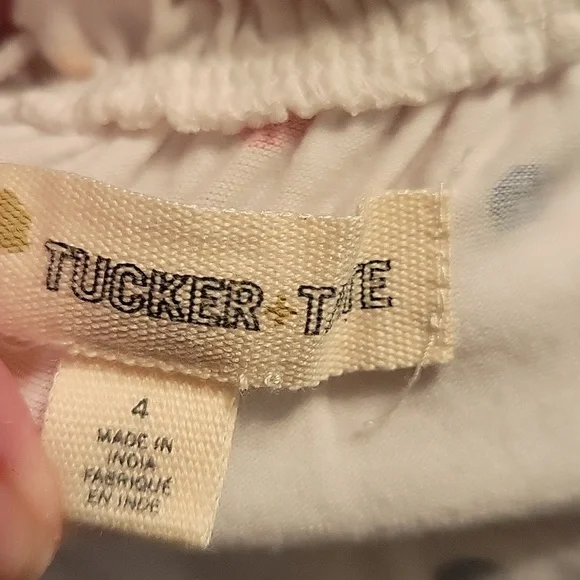 TUCKER + TATE
4
MADE IN
INDIA
FABRIQUÉ
EN INDE